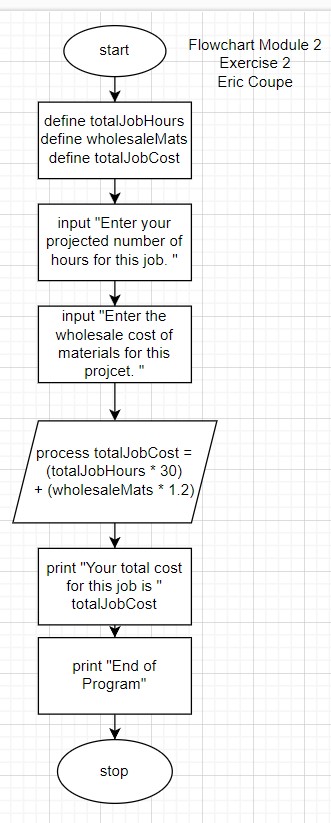 start
Flowchart Module 2
Exercise 2
Eric Coupe
define totalJobHours
define wholesaleMats
define totalJobCost
input "Enter your
projected number of
hours for this job. "
input "Enter the
wholesale cost of
materials for this
projcet. "
process totalJobCost =
(totalJobHours * 30)
+ (wholesaleMats * 1.2)
print "Your total cost
for this job is "
totalJobCost
print "End of
Program"
stop